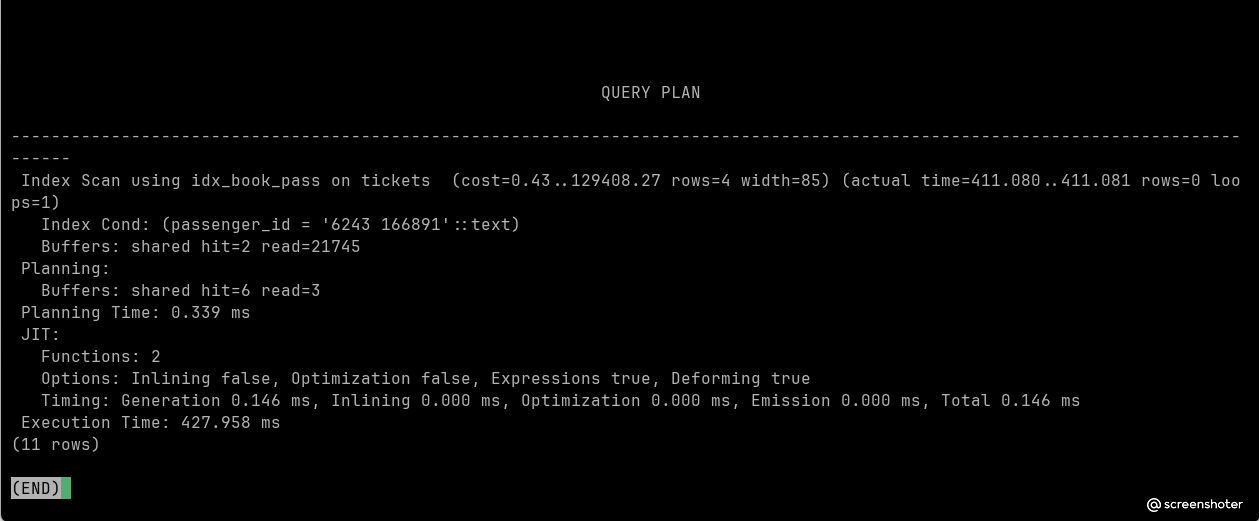 QUERY PLAN
---------------------------------------------------------------------------------------------------------------------------
------
Index Scan using idx_book_pass on tickets  (cost=0.43..129408.27 rows=4 width=85) (actual time=411.080..411.081 rows=0 loo
ps=1)
Index Cond: (passenger_id = '6243 166891'::text)
Buffers: shared hit=2 read=21745
Planning:
Buffers: shared hit=6 read=3
Planning Time: 0.339 ms
JIT:
Functions: 2
Options: Inlining false, Optimization false, Expressions true, Deforming true
Timing: Generation 0.146 ms, Inlining 0.000 ms, Optimization 0.000 ms, Emission 0.000 ms, Total 0.146 ms
Execution Time: 427.958 ms
(11 rows)
(END)
@screenshoter